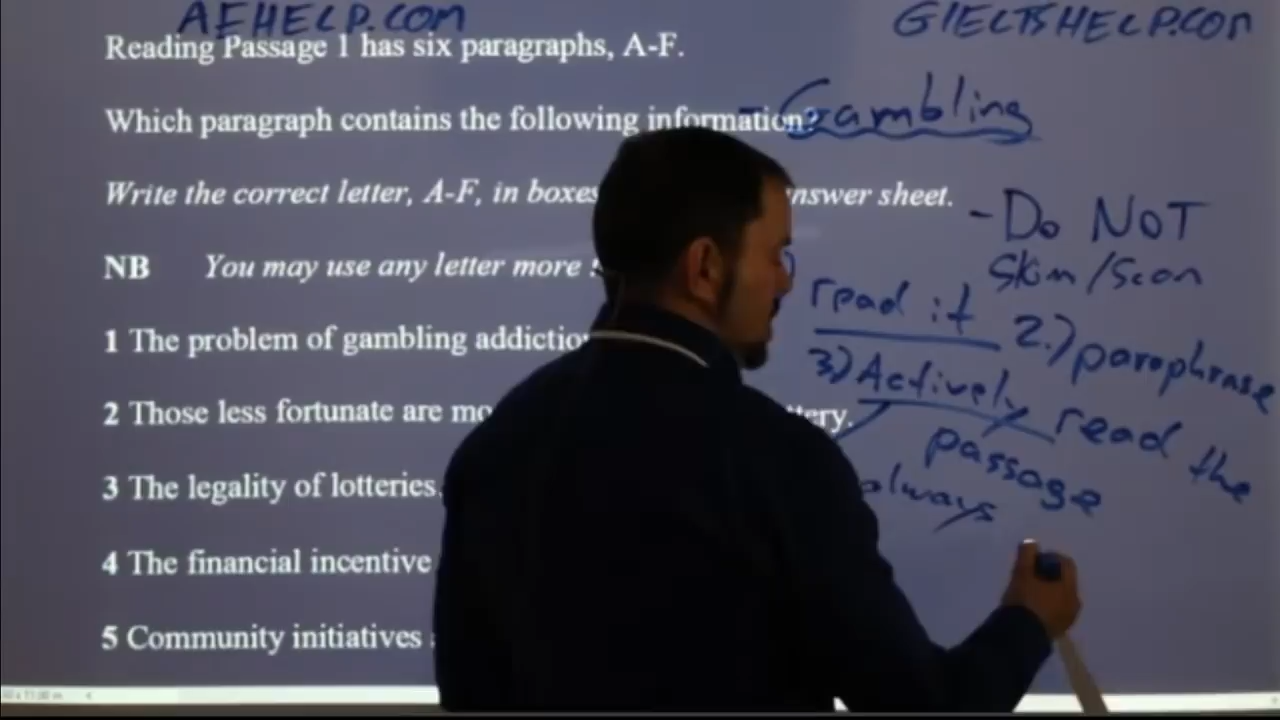 AEHELP.COM
GIELTSHELP.COM
Reading Passage 1 has six paragraphs, A-F.
Which paragraph contains the following information?
- Gambling
Write the correct letter, A-F, in boxes
answer sheet.
- Do NOT
Skim/Scan
NB You may use any letter more
read it
2.) paraphrase
1 The problem of gambling
3) Actively read the
passage
2 Those less fortunate are
always
3 The legality of lotteries.
4 The financial incentive
5 Community initiatives